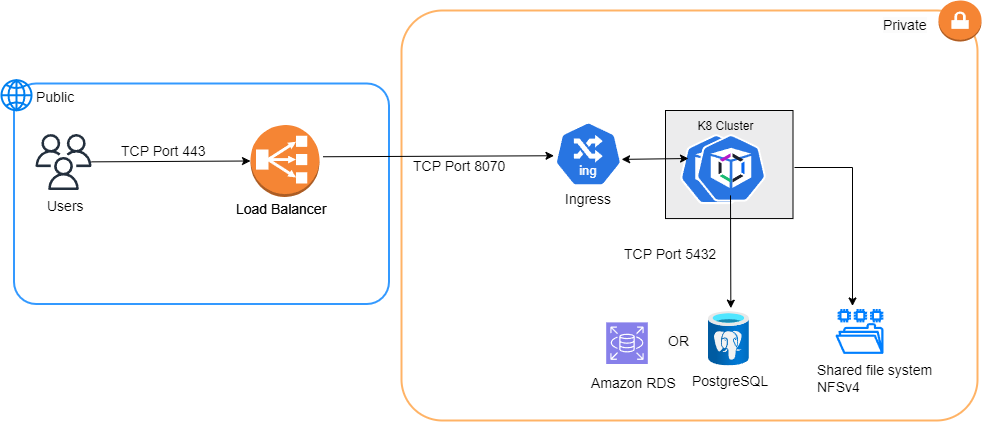 Private
Public
TCP Port 443
Users
Load Balancer
TCP Port 8070
ing
Ingress
K8 Cluster
TCP Port 5432
Amazon RDS
OR
PostgreSQL
Shared file system
NFSv4